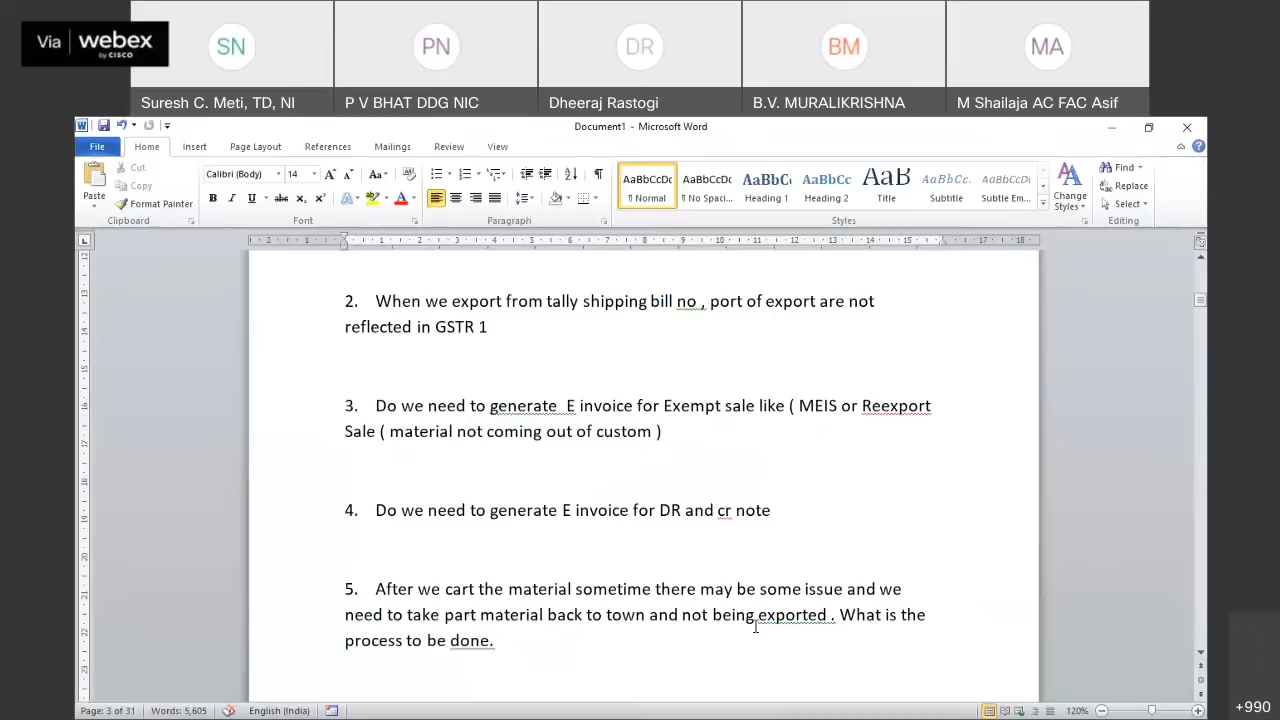 Via webex
by CISCO
SN PN DR BM MA
Suresh C. Meti, TD, NI P V BHAT DDG NIC Dheeraj Rastogi B.V. MURALIKRISHNA M Shailaja AC FAC Asif
Document1 - Microsoft Word
File Home Insert Page Layout References Mailings Review View
Cut
Copy
Format Painter
Paste
Clipboard
Calibri (Body) 14
Font
Paragraph
AaBbCcDc AaBbCcDc AaBbC AaBbCc AaB AaBbCc. AaBbCcDc
¶ Normal ¶ No Spaci... Heading 1 Heading 2 Title Subtitle Subtle Em...
Styles
Change
Styles
Find
Replace
Select
Editing
2. When we export from tally shipping bill no , port of export are not
reflected in GSTR 1
3. Do we need to generate E invoice for Exempt sale like ( MEIS or Reexport
Sale ( material not coming out of custom )
4. Do we need to generate E invoice for DR and cr note
5. After we cart the material sometime there may be some issue and we
need to take part material back to town and not being exported . What is the
process to be done.
Page: 3 of 31 Words: 5,605 English (India) 120%
+990